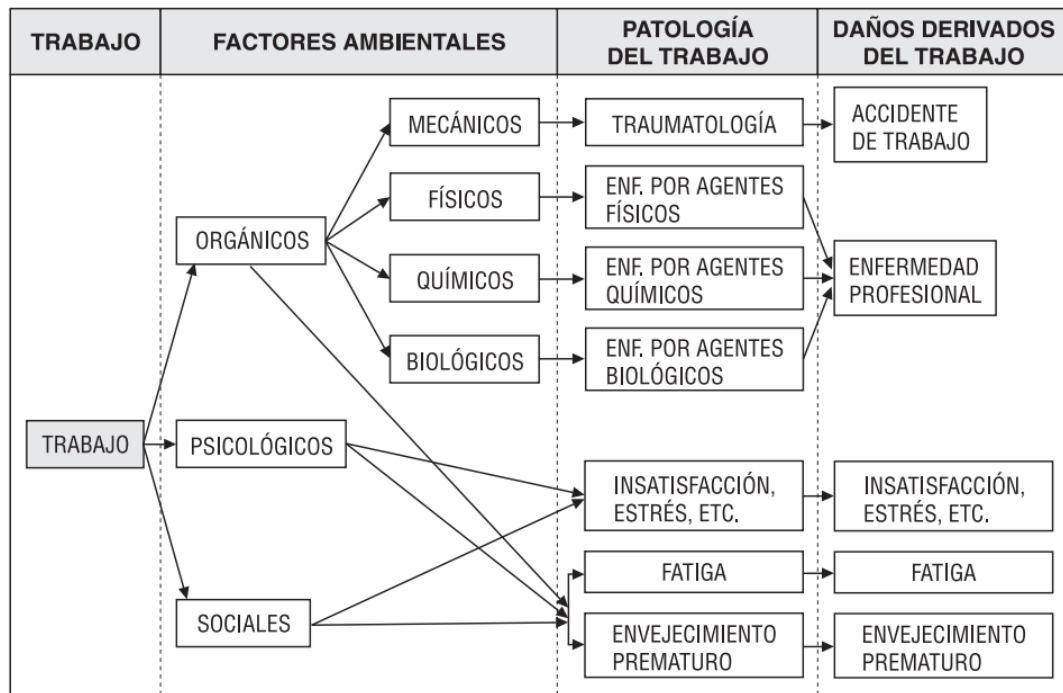 TRABAJO
FACTORES AMBIENTALES
PATOLOGÍA
DEL TRABAJO
DAÑOS DERIVADOS
DEL TRABAJO
MECÁNICOS
TRAUMATOLOGÍA
ACCIDENTE
DE TRABAJO
FÍSICOS
ENF. POR AGENTES
FÍSICOS
ORGÁNICOS
QUÍMICOS
ENF. POR AGENTES
QUÍMICOS
ENFERMEDAD
PROFESIONAL
BIOLÓGICOS
ENF. POR AGENTES
BIOLÓGICOS
TRABAJO
PSICOLÓGICOS
INSATISFACCIÓN,
ESTRÉS, ETC.
INSATISFACCIÓN,
ESTRÉS, ETC.
FATIGA
FATIGA
SOCIALES
ENVEJECIMIENTO
PREMATURO
ENVEJECIMIENTO
PREMATURO